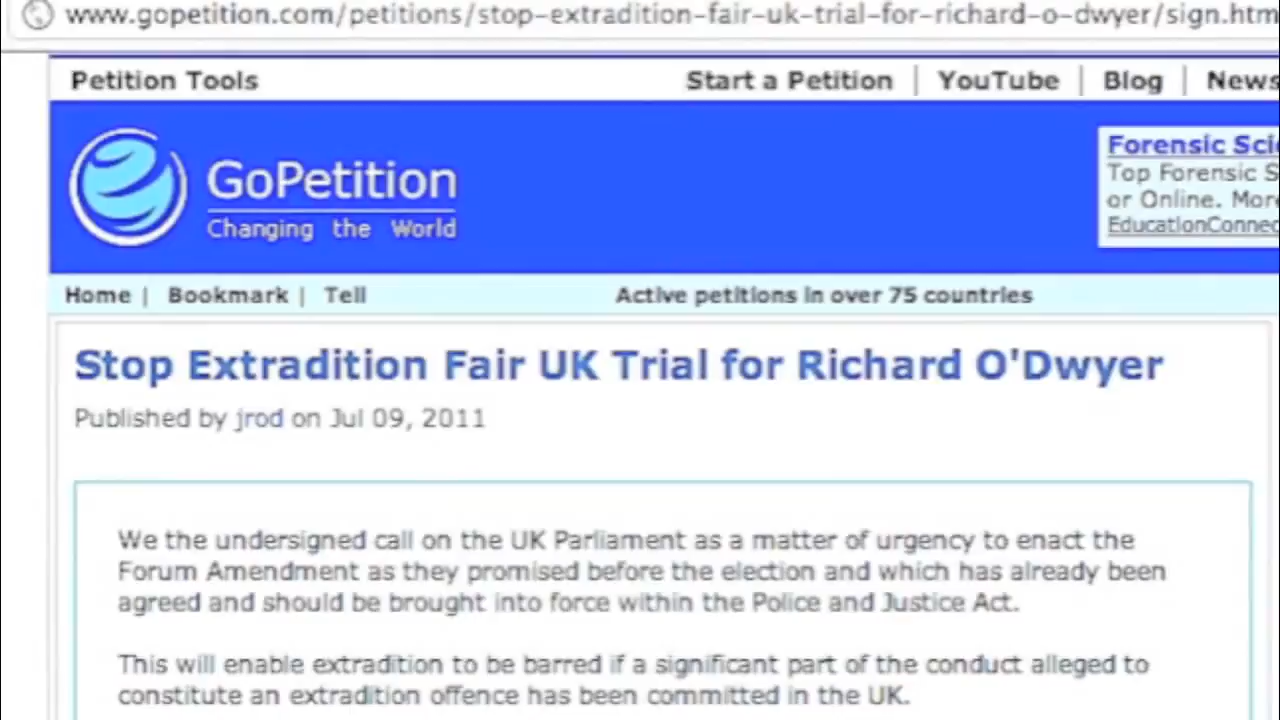 www.gopetition.com/petitions/stop-extradition-fair-uk-trial-for-richard-o-dwyer/sign.htm
Petition Tools
Start a Petition | YouTube | Blog | News
GoPetition
Changing the World
Forensic Sci
Top Forensic S
or Online. More
EducationConnec
Home | Bookmark | Tell
Active petitions in over 75 countries
Stop Extradition Fair UK Trial for Richard O'Dwyer
Published by jrod on Jul 09, 2011
We the undersigned call on the UK Parliament as a matter of urgency to enact the
Forum Amendment as they promised before the election and which has already been
agreed and should be brought into force within the Police and Justice Act.
This will enable extradition to be barred if a significant part of the conduct alleged to
constitute an extradition offence has been committed in the UK.